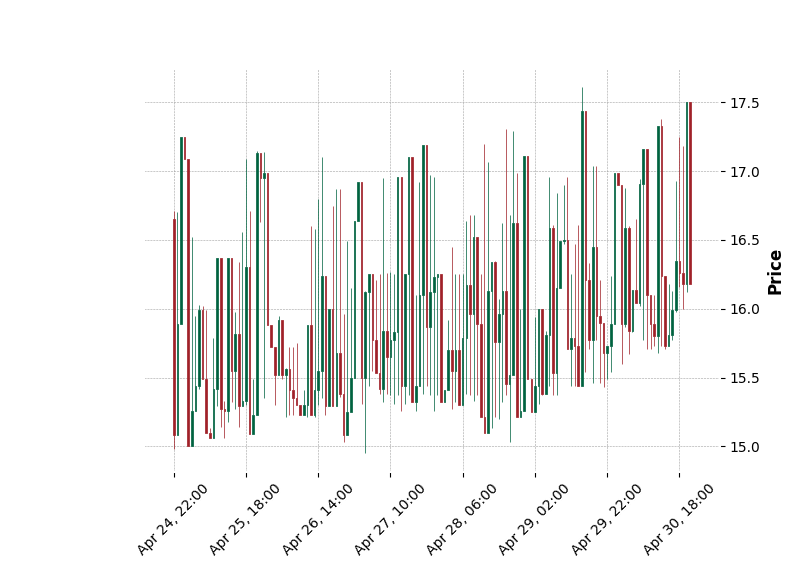 17.5
17.0
16.5
16.0
15.5
15.0
Price
Apr 24, 22:00
Apr 25, 18:00
Apr 26, 14:00
Apr 27, 10:00
Apr 28, 06:00
Apr 29, 02:00
Apr 29, 22:00
Apr 30, 18:00